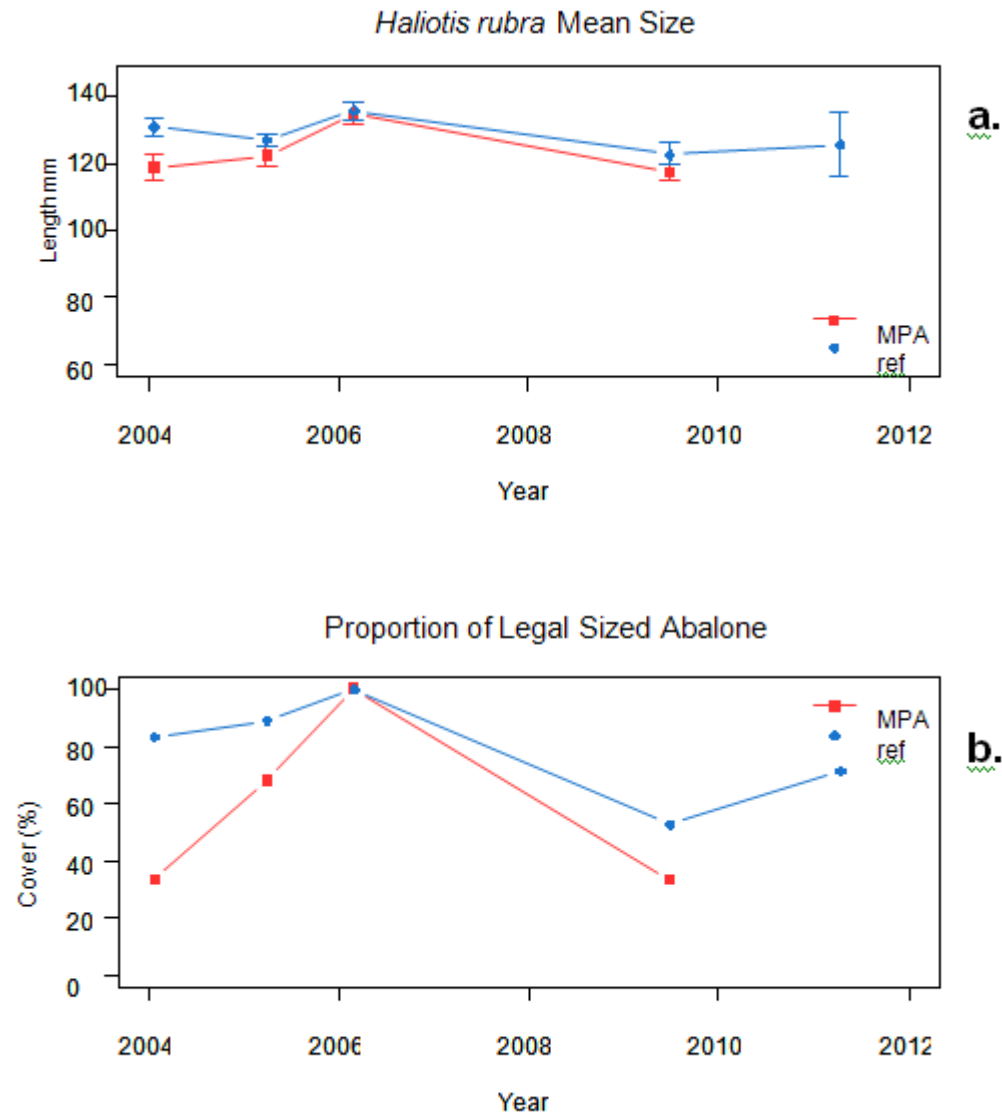 Haliotis rubra Mean Size
a.
Length mm
140
120
100
80
60
MPA
ref
2004 2006 2008 2010 2012
Year
Proportion of Legal Sized Abalone
b.
Cover (%)
100
80
60
40
20
0
MPA
ref
2004 2006 2008 2010 2012
Year